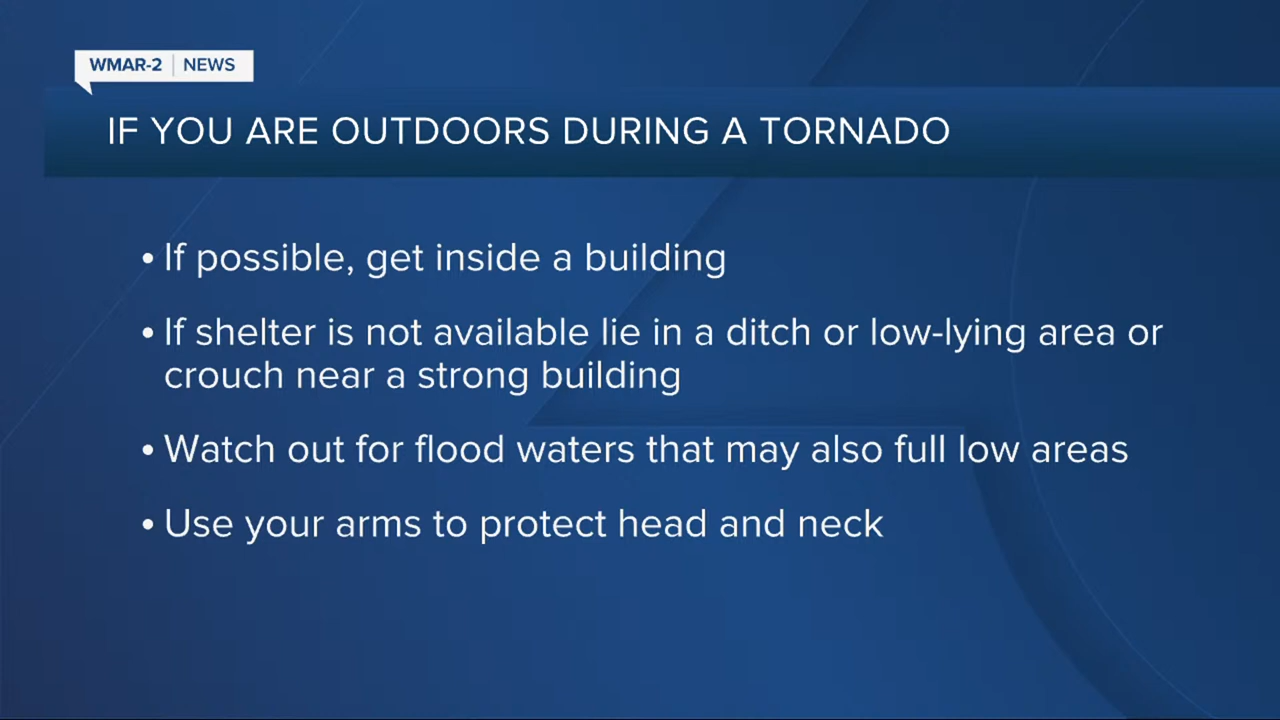 WMAR-2 | NEWS
IF YOU ARE OUTDOORS DURING A TORNADO
• If possible, get inside a building
• If shelter is not available lie in a ditch or low-lying area or
crouch near a strong building
• Watch out for flood waters that may also full low areas
• Use your arms to protect head and neck